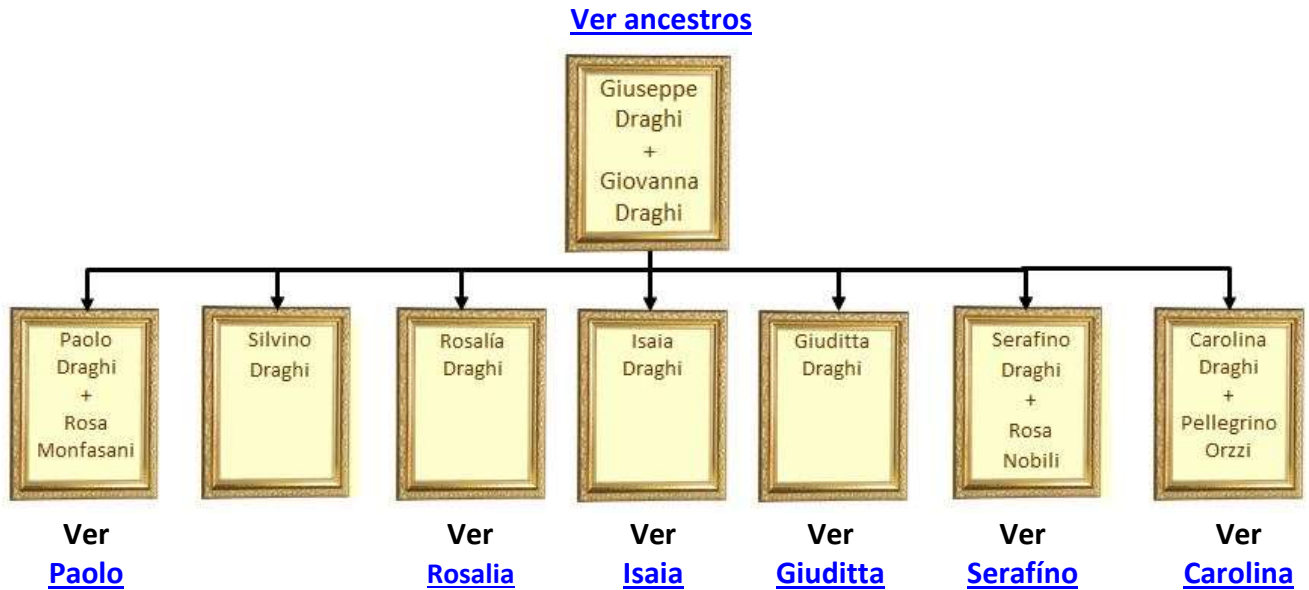 Ver ancestros
Giuseppe
Draghi
+
Giovanna
Draghi
Paolo
Draghi
+
Rosa
Monfasani
Silvino
Draghi
Rosalía
Draghi
Isaia
Draghi
Giuditta
Draghi
Serafino
Draghi
+
Rosa
Nobili
Carolina
Draghi
+
Pellegrino
Orzzi
Ver
Paolo
Ver
Rosalia
Ver
Isaia
Ver
Giuditta
Ver
Serafíno
Ver
Carolina